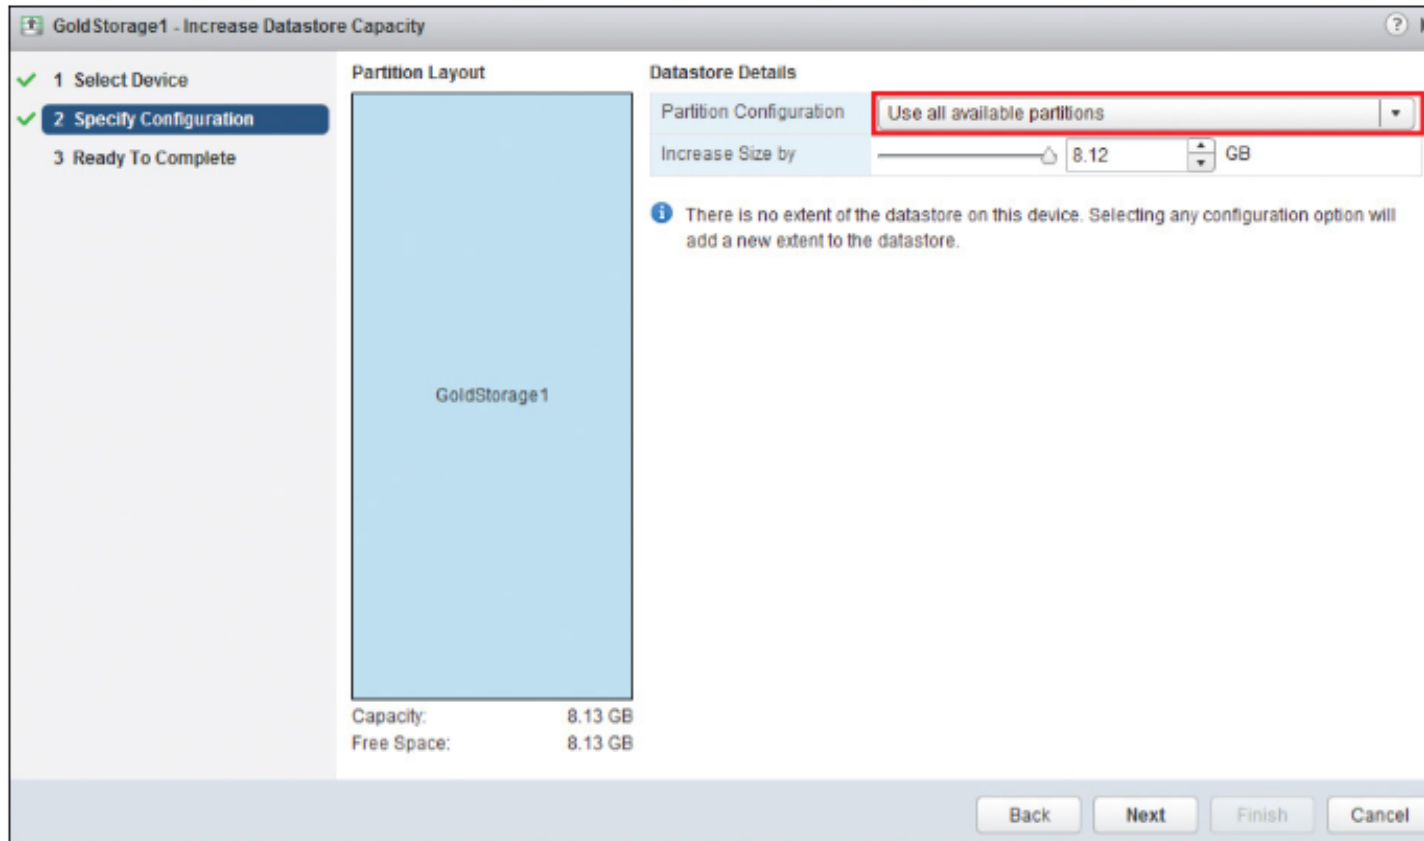 GoldStorage1 - Increase Datastore Capacity
?
1 Select Device
2 Specify Configuration
3 Ready To Complete
Partition Layout
GoldStorage1
Capacity: 8.13 GB
Free Space: 8.13 GB
Datastore Details
Partition Configuration Use all available partitions
Increase Size by 8.12 GB
There is no extent of the datastore on this device. Selecting any configuration option will
add a new extent to the datastore.
Back Next Finish Cancel